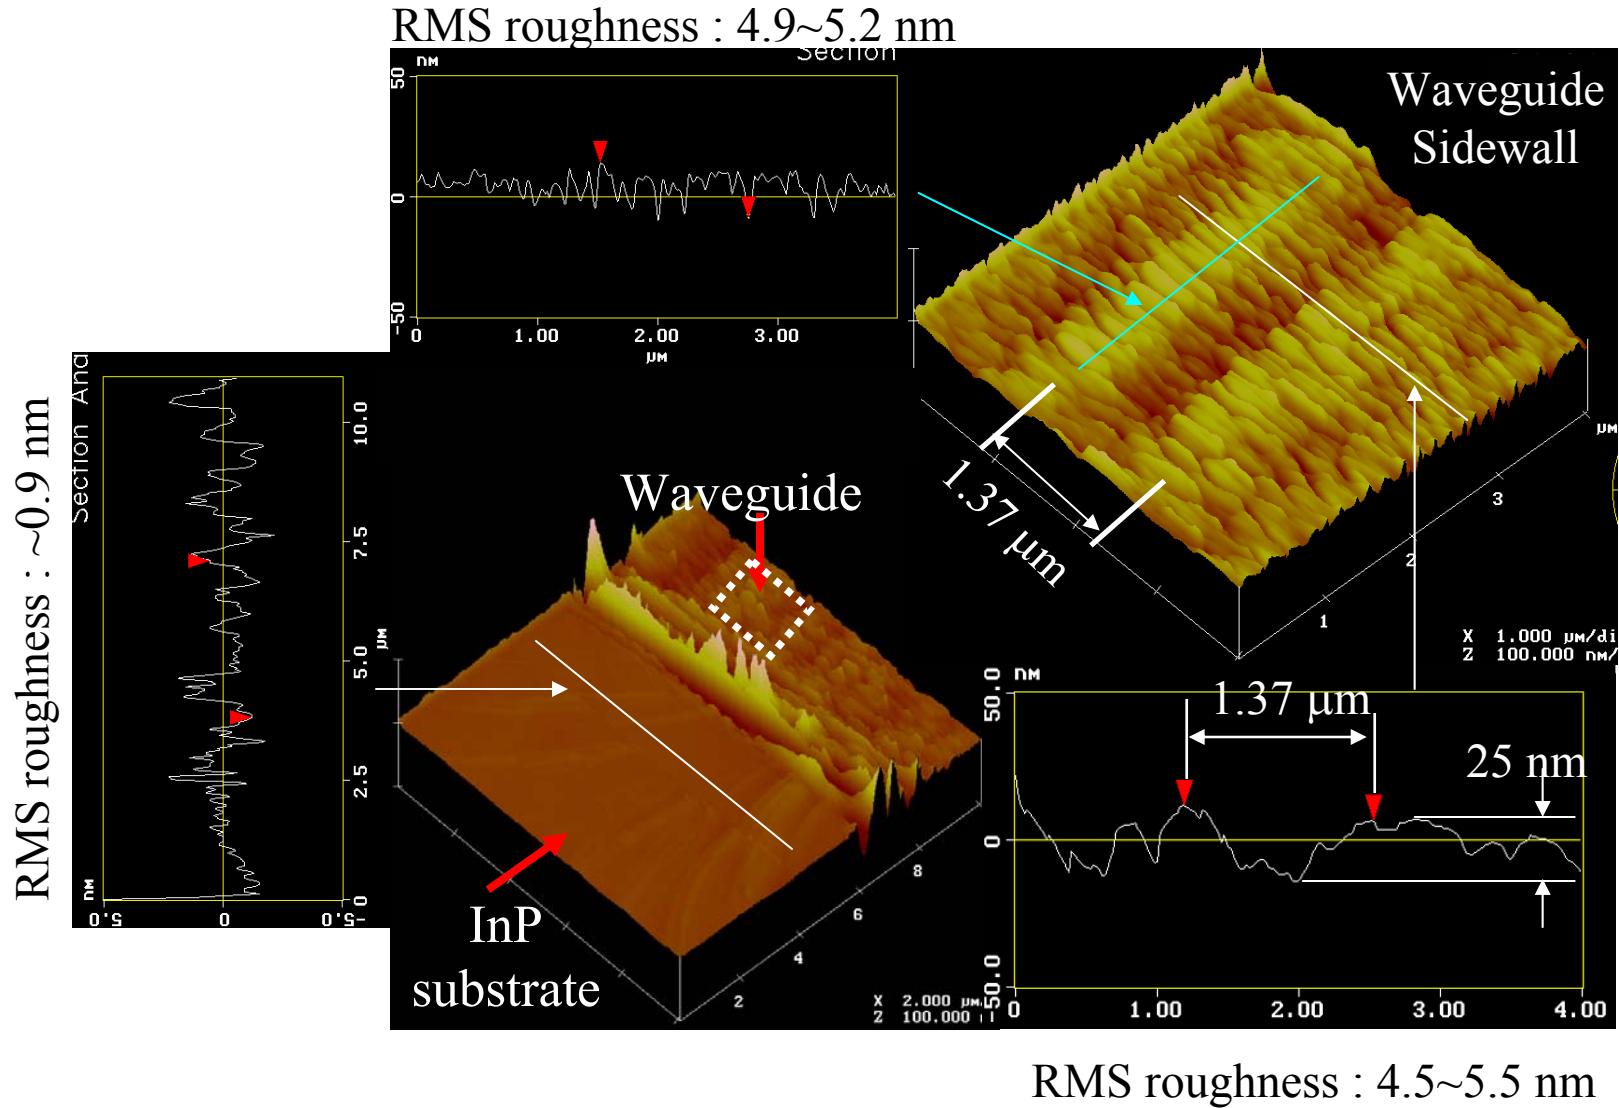 RMS roughness : 4.9~5.2 nm
Section
nM
50
0
-50
0 1.00 2.00 3.00
μM
Waveguide
Sidewall
1.37 μm
μM
1
2
3
X 1.000 μM/di
Z 100.000 nM/
RMS roughness : ~0.9 nm
Section Ana
10.0
7.5
5.0
2.5
0
μM
nM
5.0 0 -5.0
Waveguide
InP
substrate
2
4
6
8
X 2.000 μM
Z 100.000
nM
50.0
0
50.0
1.37 μm
25 nm
0 1.00 2.00 3.00 4.00
RMS roughness : 4.5~5.5 nm